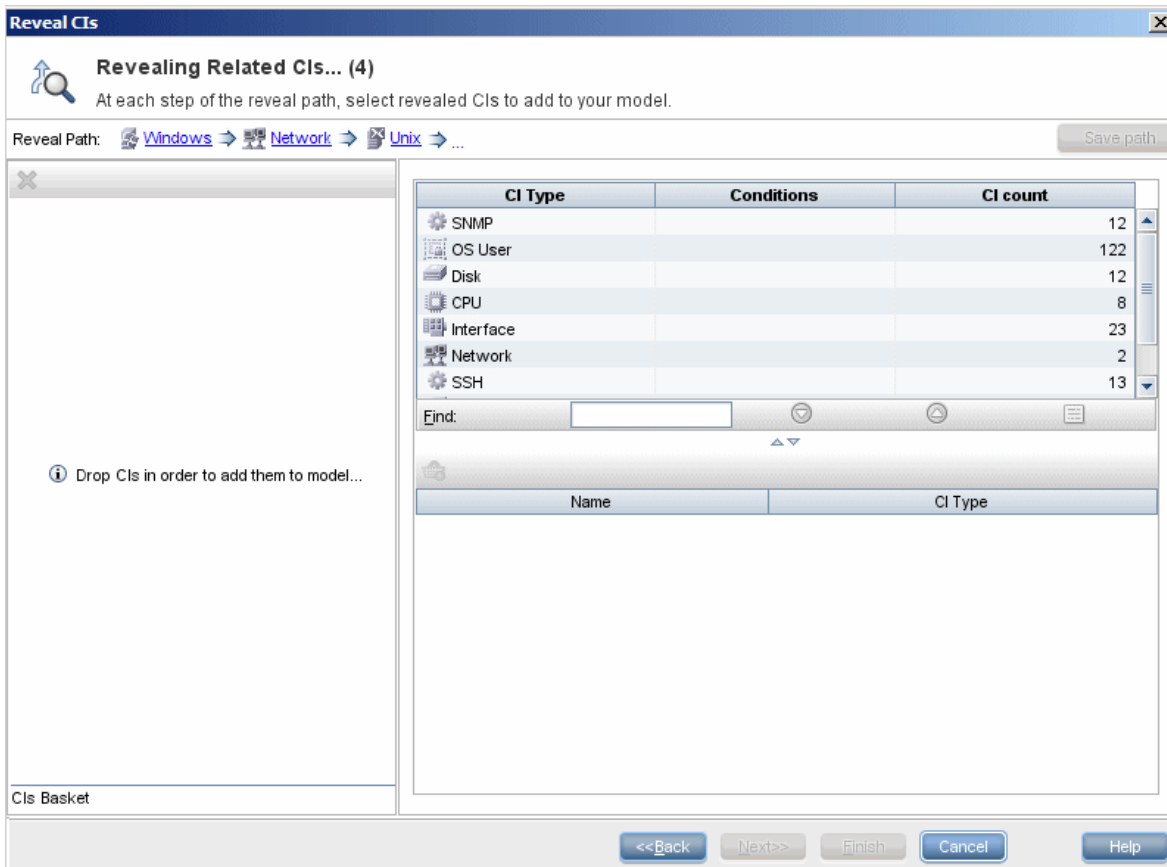 Reveal CIs
Revealing Related CIs... (4)
At each step of the reveal path, select revealed CIs to add to your model.
Reveal Path: Windows Network Unix ...
Save path
CI Type Conditions CI count
SNMP 12
OS User 122
Disk 12
CPU 8
Interface 23
Network 2
SSH 13
Find:
Drop CIs in order to add them to model...
Name CI Type
CIs Basket
<<Back Next>> Finish Cancel Help